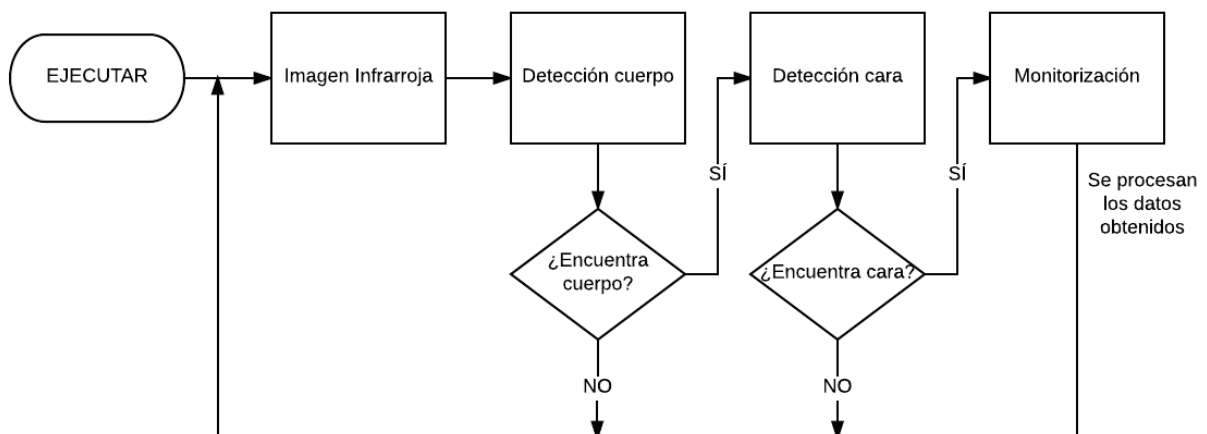 EJECUTAR
Imagen Infrarroja
Detección cuerpo
Detección cara
Monitorización
SÍ
SÍ
Se procesan
los datos
obtenidos
¿Encuentra
cuerpo?
¿Encuentra cara?
NO
NO